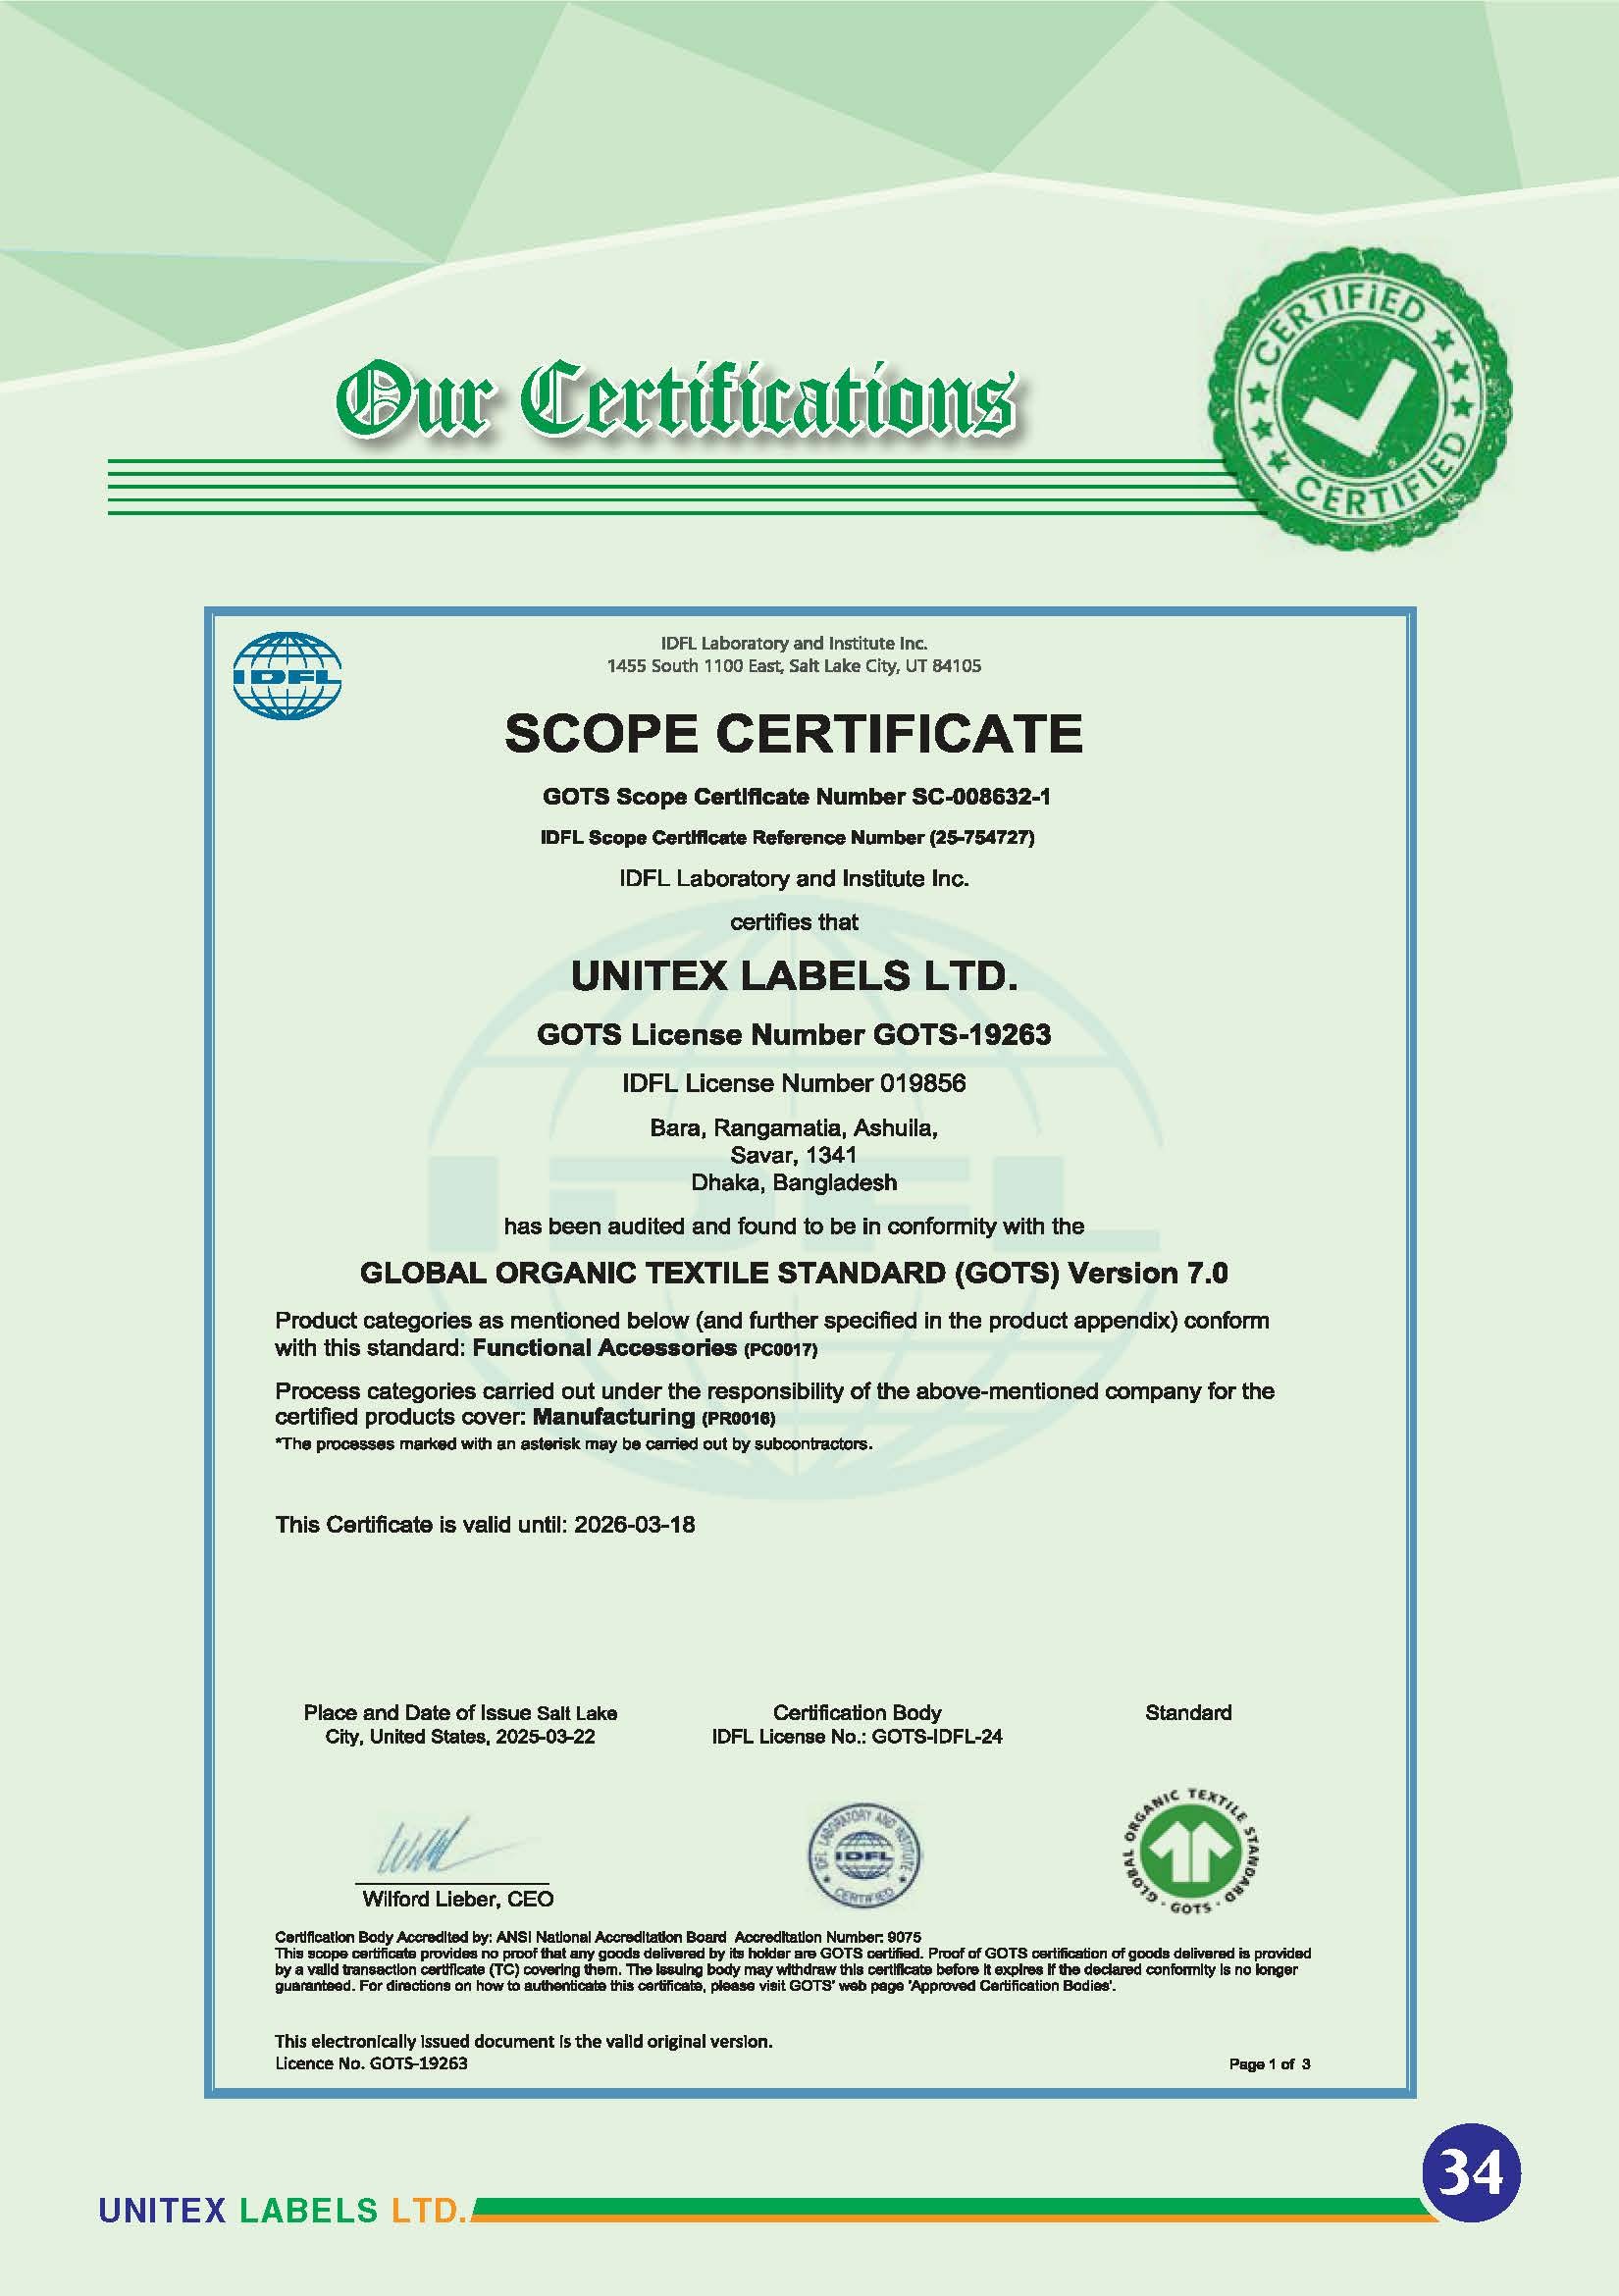 Our Certifications
CERTIFiED
CERTIFIED
IDFL
IDFL Laboratory and Institute Inc.
1455 South 1100 East, Salt Lake City, UT 84105
SCOPE CERTIFICATE
GOTS Scope Certificate Number SC-008632-1
IDFL Scope Certificate Reference Number (25-754727)
IDFL Laboratory and Institute Inc.
certifies that
UNITEX LABELS LTD.
GOTS License Number GOTS-19263
IDFL License Number 019856
Bara, Rangamatia, Ashuila,
Savar, 1341
Dhaka, Bangladesh
IDFL
has been audited and found to be in conformity with the
GLOBAL ORGANIC TEXTILE STANDARD (GOTS) Version 7.0
Product categories as mentioned below (and further specified in the product appendix) conform
with this standard: Functional Accessories (PC0017)
Process categories carried out under the responsibility of the above-mentioned company for the
certified products cover: Manufacturing (PR0016)
*The processes marked with an asterisk may be carried out by subcontractors.
This Certificate is valid until: 2026-03-18
Place and Date of Issue Salt Lake
City, United States, 2025-03-22
Certification Body
IDFL License No.: GOTS-IDFL-24
Standard
Wilford Lieber, CEO
IDFL LABORATORY AND INSTITUTE
IDFL
CERTIFIED
GLOBAL ORGANIC TEXTILE STANDARD · GOTS ·
Certification Body Accredited by: ANSI National Accreditation Board Accreditation Number: 9075
This scope certificate provides no proof that any goods delivered by its holder are GOTS certified. Proof of GOTS certification of goods delivered is provided
by a valid transaction certificate (TC) covering them. The issuing body may withdraw this certificate before it expires if the declared conformity is no longer
guaranteed. For directions on how to authenticate this certificate, please visit GOTS' web page 'Approved Certification Bodies'.
This electronically issued document is the valid original version.
Licence No. GOTS-19263
Page 1 of 3
34
UNITEX LABELS LTD.